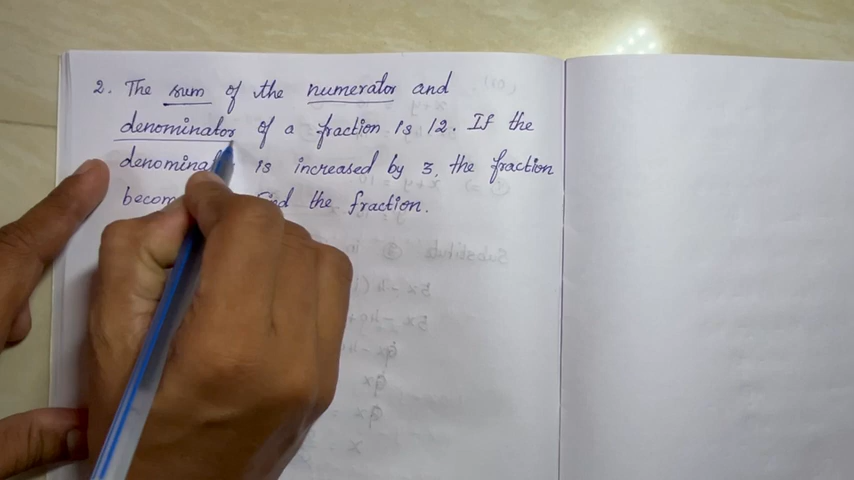 2. The sum of the numerator and
denominator of a fraction is 12. If the
denominator is increased by 3, the fraction
the fraction.